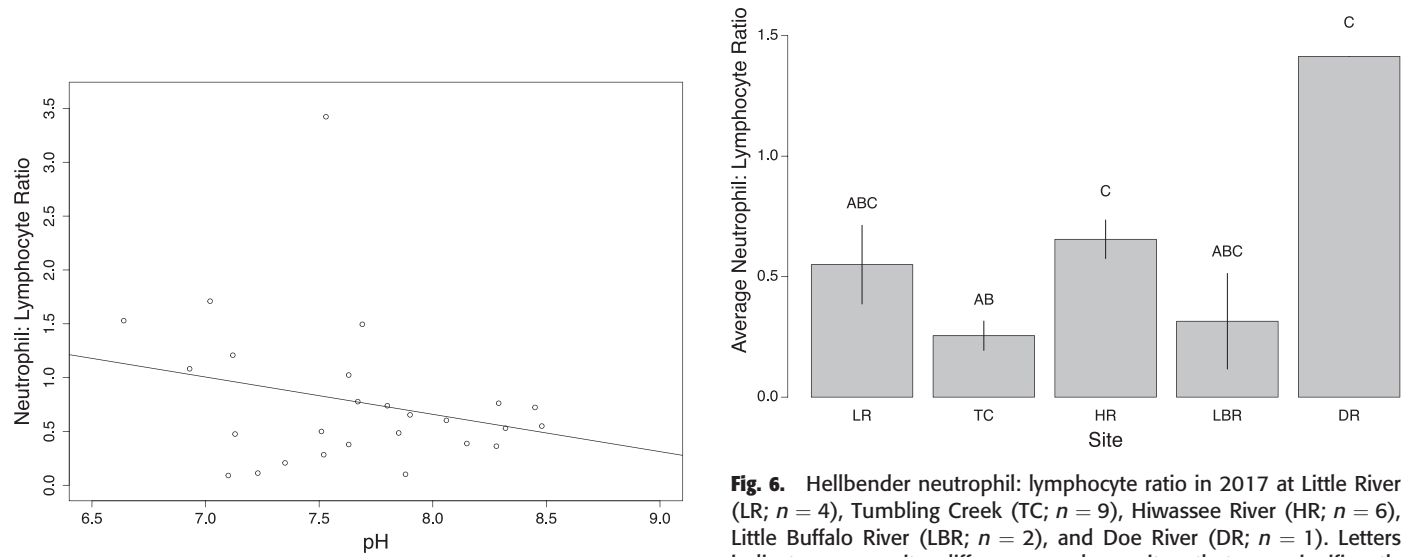 Neutrophil: Lymphocyte Ratio
3.5
3.0
2.5
2.0
1.5
1.0
0.5
0.0
6.5 7.0 7.5 8.0 8.5 9.0
pH
Average Neutrophil: Lymphocyte Ratio
1.5
1.0
0.5
0.0
ABC
AB
C
ABC
C
LR TC HR LBR DR
Site
Fig. 6. Hellbender neutrophil: lymphocyte ratio in 2017 at Little River
(LR; n = 4), Tumbling Creek (TC; n = 9), Hiwassee River (HR; n = 6),
Little Buffalo River (LBR; n = 2), and Doe River (DR; n = 1). Letters